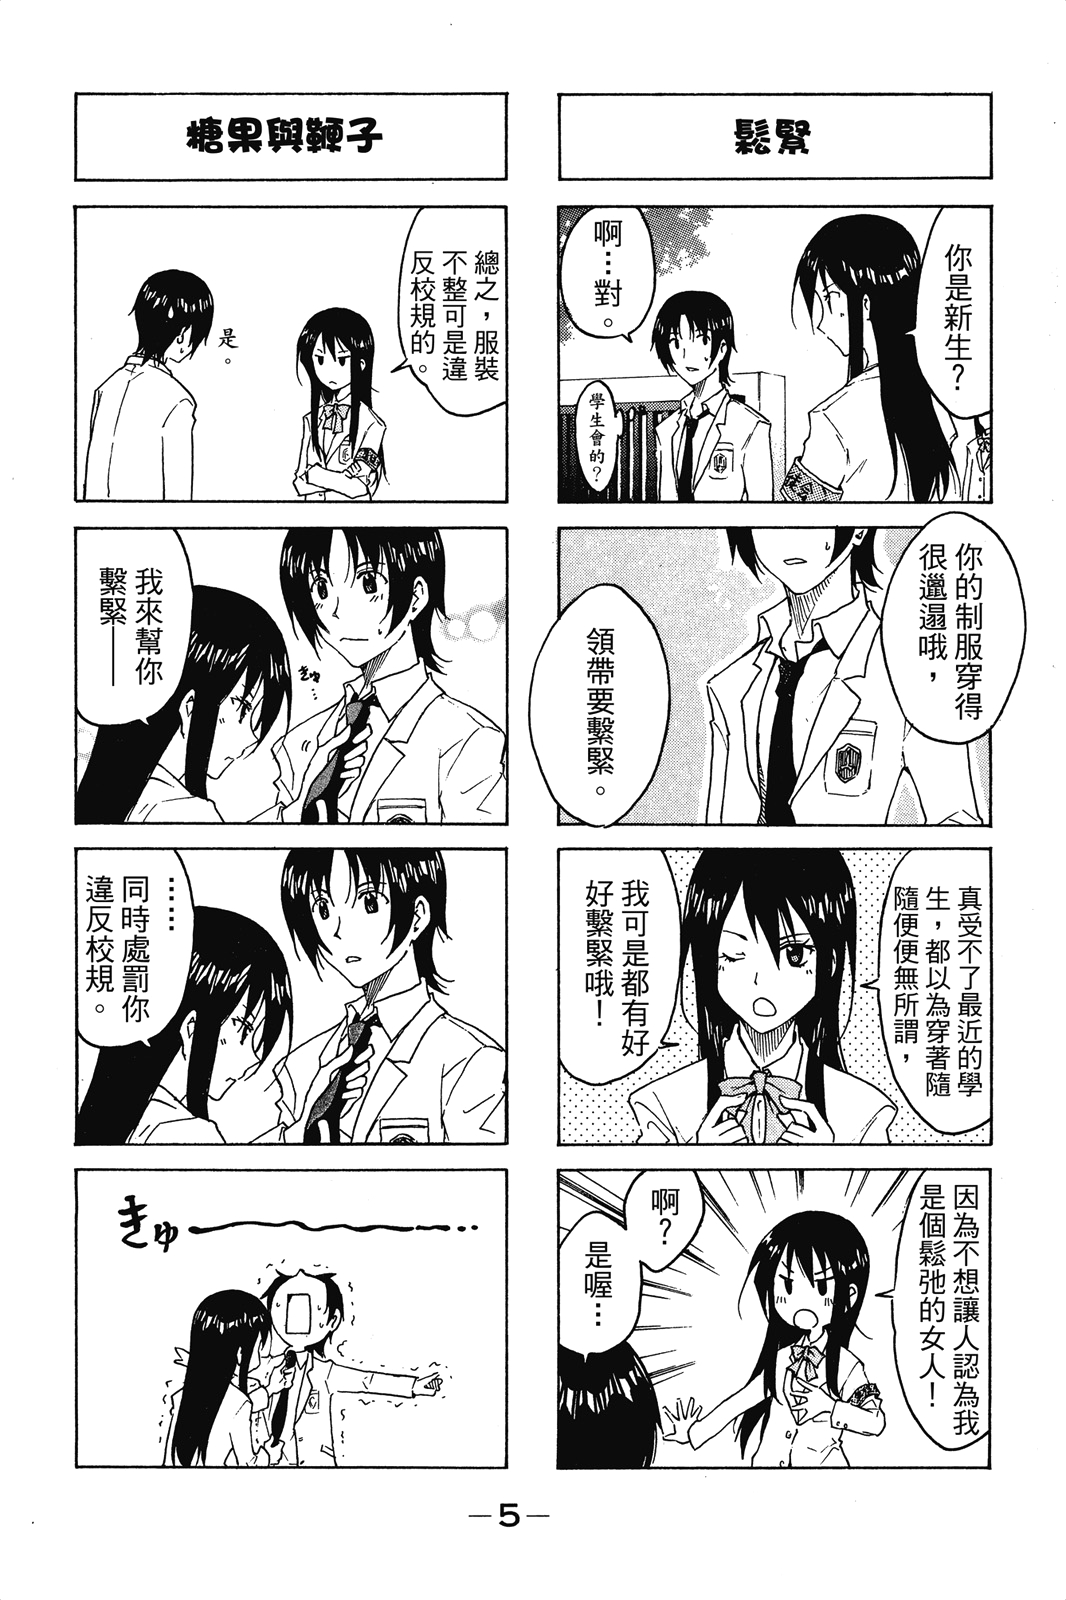 鬆緊
你是新生？
啊…對。
學生會的？
你的制服穿得
很邋遢哦，
領帶要繫緊。
真受不了最近的學
生，都以為穿著隨
隨便便無所謂，
我可是都有好
好繫緊哦！
因為不想讓人認為我
是個鬆弛的女人！
啊？
是喔…
糖果與鞭子
總之，服裝
不整可是違
反校規的。
是。
我來幫你
繫緊——
きゅ…
……
同時處罰你
違反校規。
きゅー…
－5－